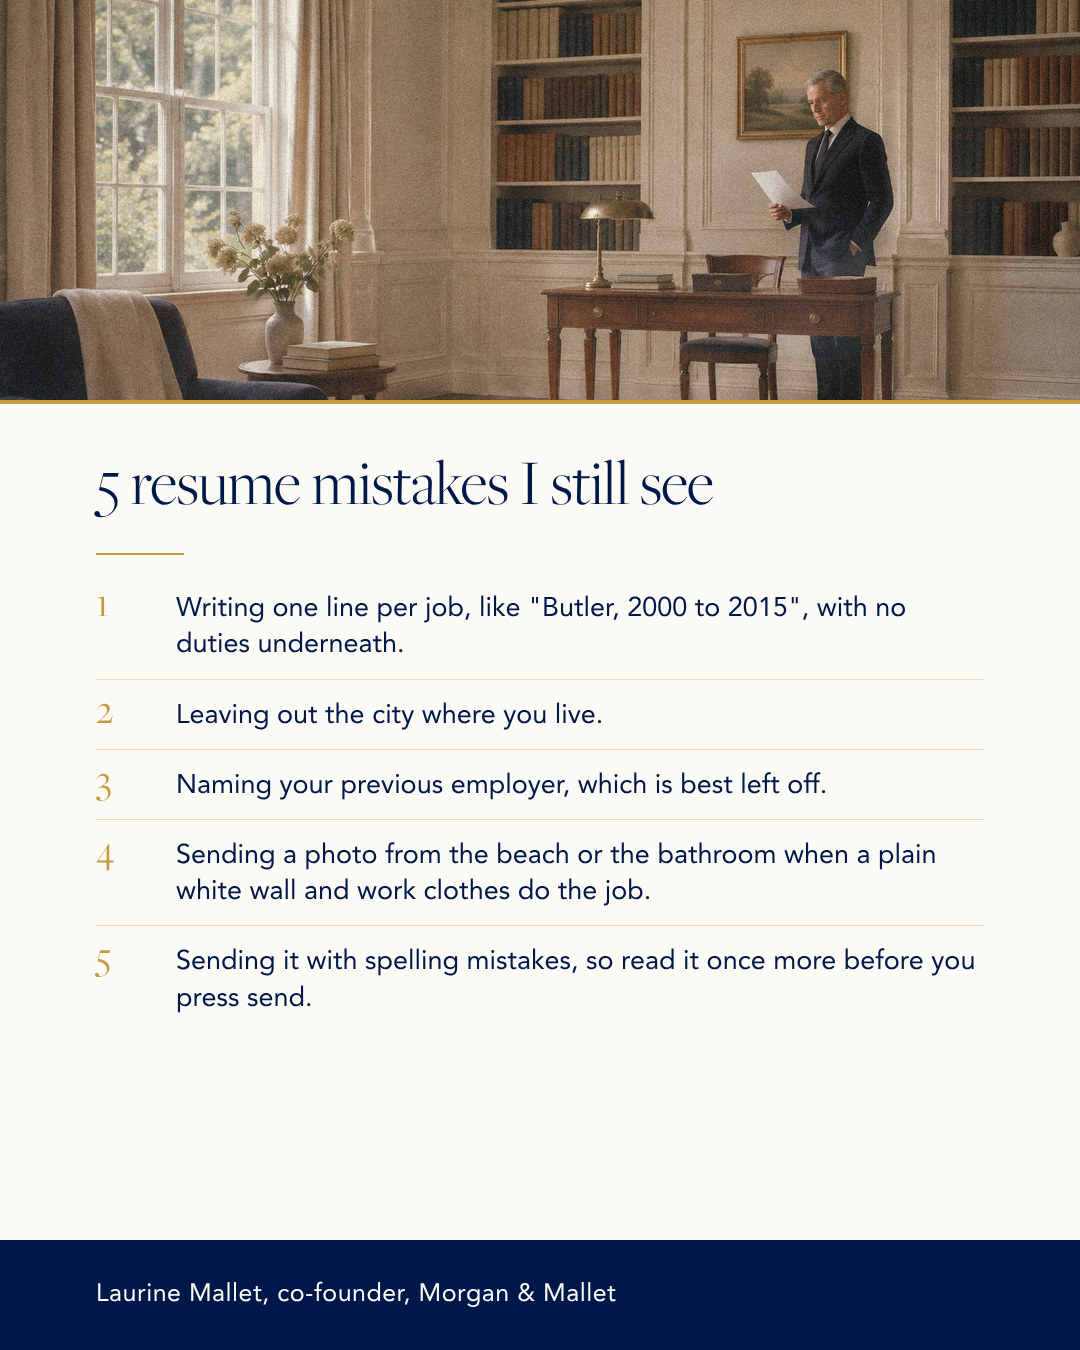 5 resume mistakes I still see
1
Writing one line per job, like "Butler, 2000 to 2015", with no
duties underneath.
2
Leaving out the city where you live.
3
Naming your previous employer, which is best left off.
4
Sending a photo from the beach or the bathroom when a plain
white wall and work clothes do the job.
5
Sending it with spelling mistakes, so read it once more before you
press send.
Laurine Mallet, co-founder, Morgan & Mallet